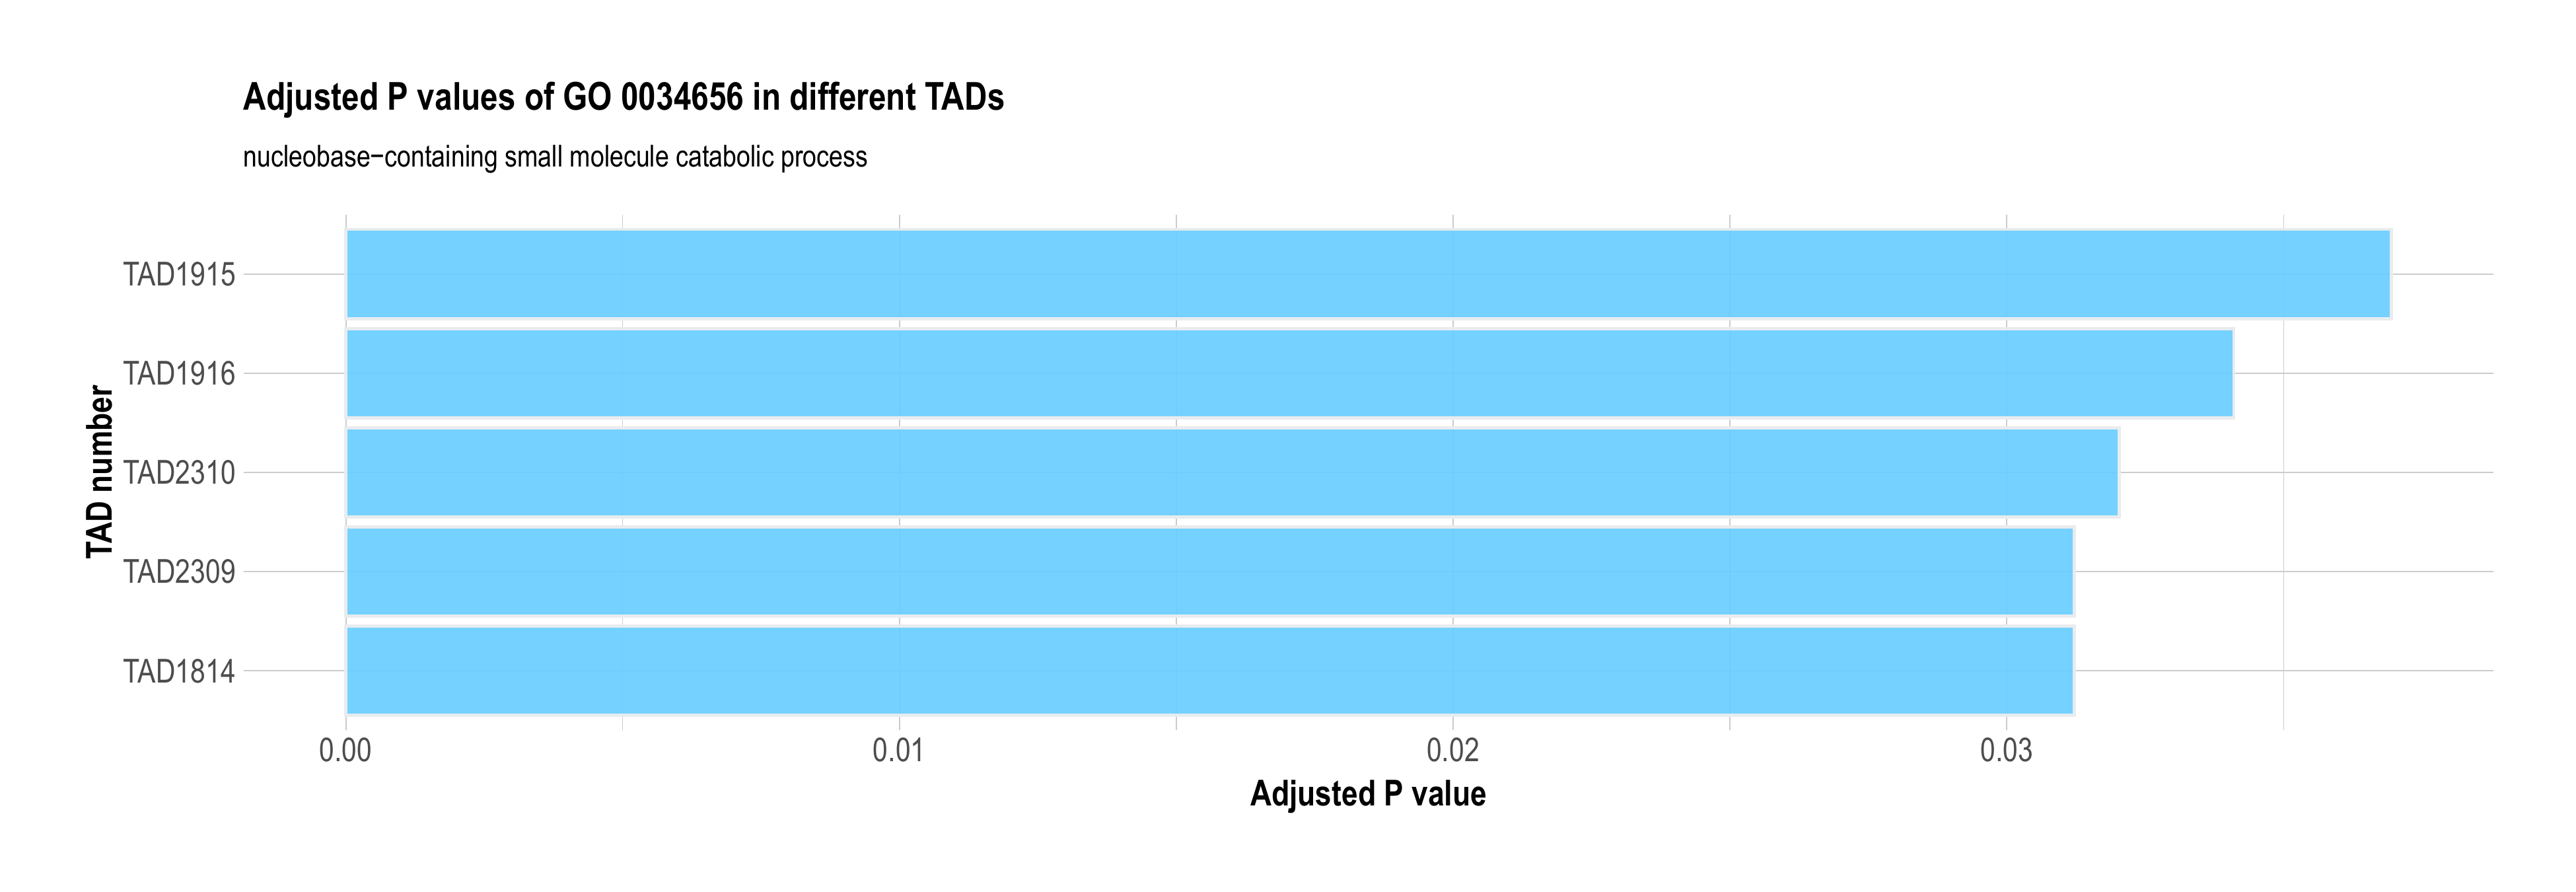 Adjusted P values of GO 0034656 in different TADs
nucleobase−containing small molecule catabolic process
TAD number
TAD1915
TAD1916
TAD2310
TAD2309
TAD1814
0.00 0.01 0.02 0.03
Adjusted P value